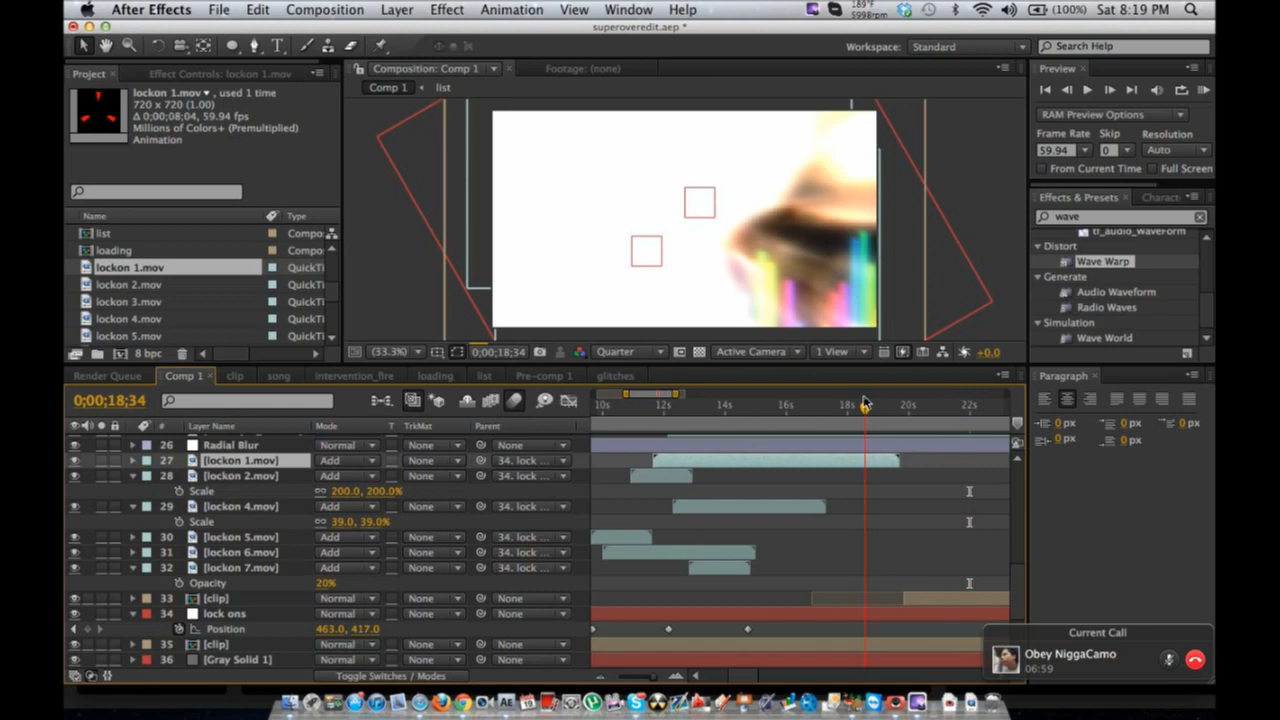 After Effects File Edit Composition Layer Effect Animation View Window Help 189°F 5998rpm (100%) Sat 8:19 PM
superoveredit.aep *
Workspace: Standard Search Help
Project Effect Controls: lockon 1.mov
Composition: Comp 1 Footage: (none)
Preview
Comp 1 list
lockon 1.mov ▾ , used 1 time
720 x 720 (1.00)
Δ 0;00;08;04, 59.94 fps
Millions of Colors+ (Premultiplied)
Animation
RAM Preview Options
Frame Rate Skip Resolution
59.94 0 Auto
From Current Time Full Screen
Effects & Presets Charact
wave
tf_audio_WaveForm
Distort
Wave Warp
Generate
Audio Waveform
Radio Waves
Simulation
Wave World
Name Type
list Compo
loading Compo
lockon 1.mov QuickTi
lockon 2.mov QuickTi
lockon 3.mov QuickTi
lockon 4.mov QuickTi
lockon 5.mov QuickTi
8 bpc
(33.3%) 0;00;18;34 Quarter Active Camera 1 View +0.0
Render Queue Comp 1 clip song intervention_fire loading list Pre-comp 1 glitches
Paragraph
0;00;18;34
10s 12s 14s 16s 18s 20s 22s
0 px 0 px 0 px
0 px 0 px
# Layer Name Mode T TrkMat Parent
26 Radial Blur Normal None None
27 [lockon 1.mov] Add None 34. lock ...
28 [lockon 2.mov] Add None 34. lock ...
Scale 200.0, 200.0%
29 [lockon 4.mov] Add None 34. lock ...
Scale 39.0, 39.0%
30 [lockon 5.mov] Add None 34. lock ...
31 [lockon 6.mov] Add None 34. lock ...
32 [lockon 7.mov] Add None 34. lock ...
Opacity 20%
33 [clip] Normal None None
34 lock ons Normal None None
Position 463.0, 417.0
35 [clip] Normal None None
36 [Gray Solid 1] Normal None None
Toggle Switches / Modes
Current Call
Obey NiggaCamo
06:59